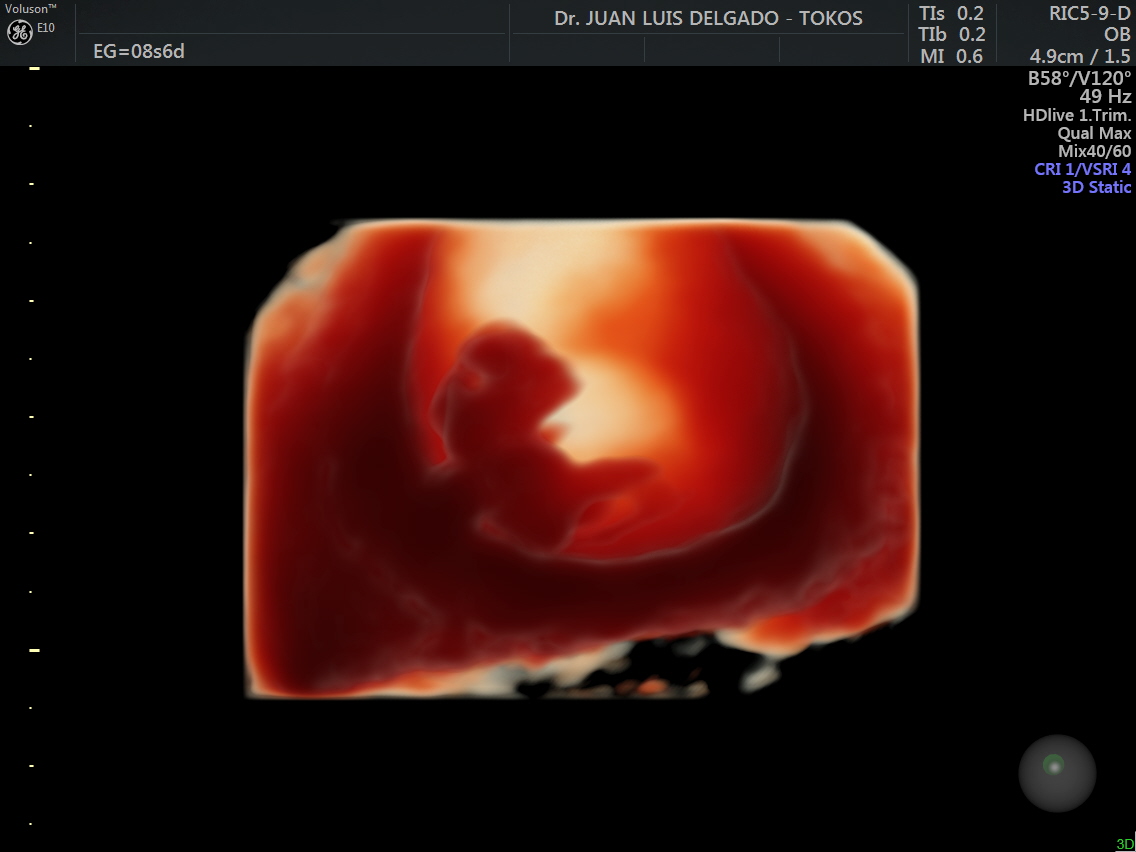 Voluson™
E10
EG=08s6d
Dr. JUAN LUIS DELGADO - TOKOS
TIs 0.2
TIb 0.2
MI 0.6
RIC5-9-D
OB
4.9cm / 1.5
B58°/V120°
49 Hz
HDlive 1.Trim.
Qual Max
Mix40/60
CRI 1/VSRI 4
3D Static
3D